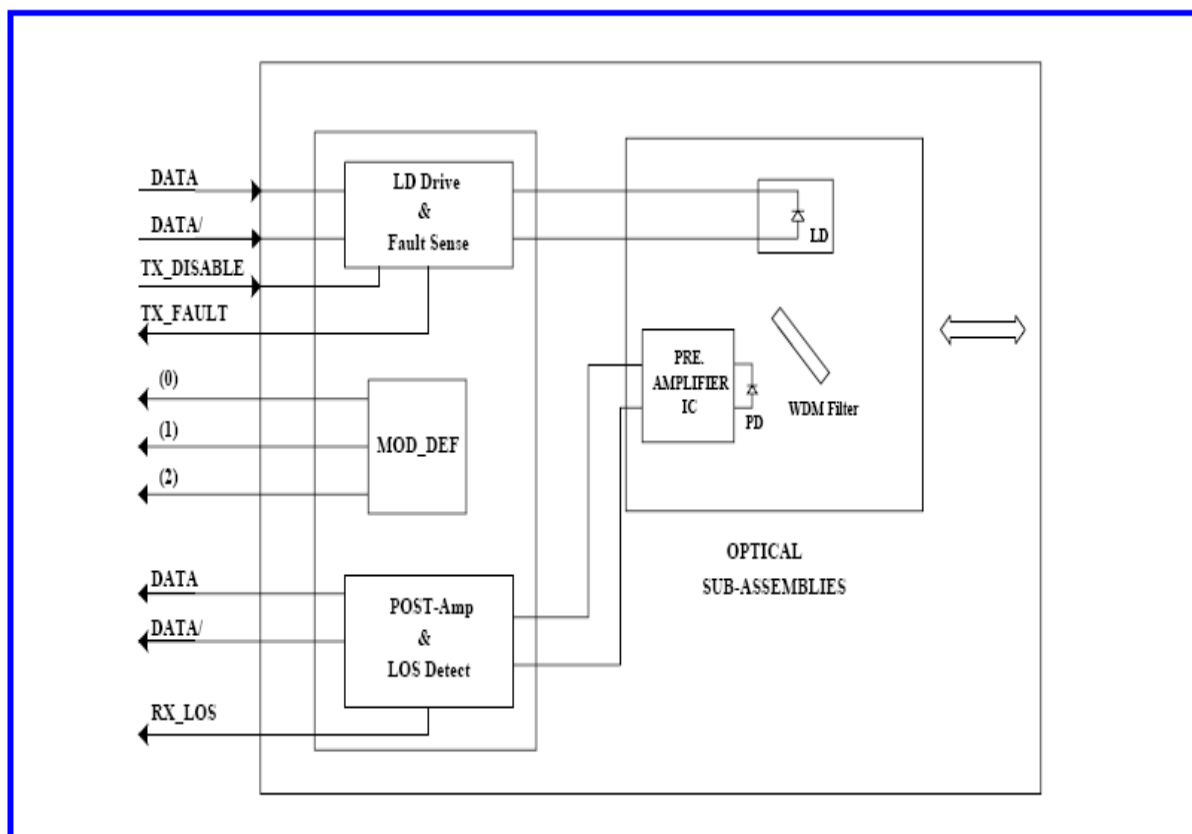 DATA
DATA/
TX_DISABLE
TX_FAULT
LD Drive
&
Fault Sense
LD
(0)
(1)
(2)
MOD_DEF
PRE.
AMPLIFIER
IC
PD
WDM Filter
OPTICAL
SUB-ASSEMBLIES
DATA
DATA/
RX_LOS
POST-Amp
&
LOS Detect